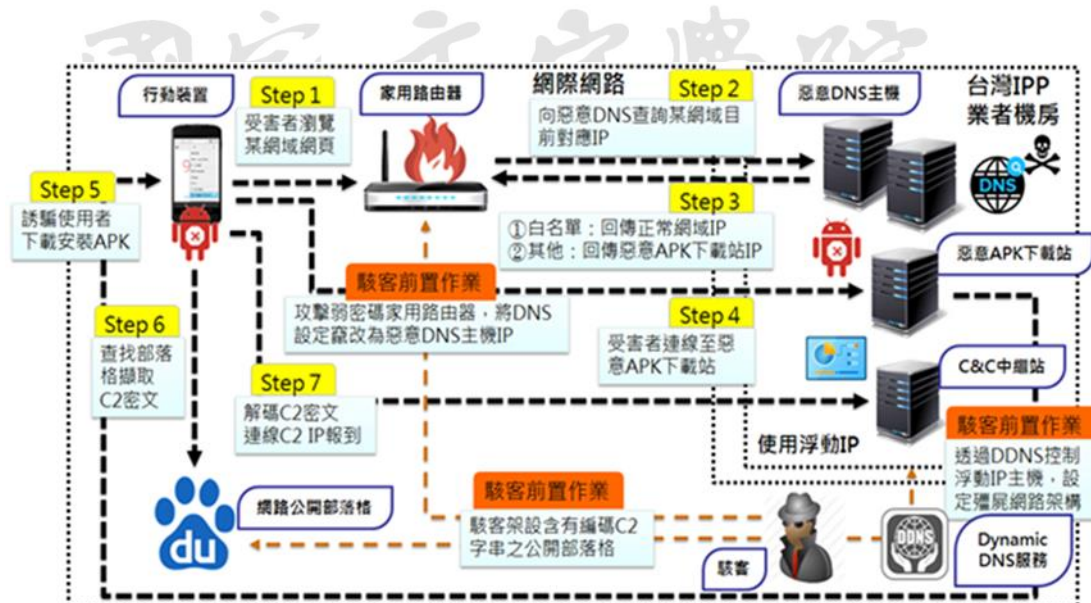 行動裝置
Step 1
受害者瀏覽
某網域網頁
家用路由器
網際網路
Step 2
向惡意DNS查詢某網域目
前對應IP
惡意DNS主機
台灣IPP
業者機房
DNS
Step 3
①白名單：回傳正常網域IP
②其他：回傳惡意APK下載站IP
Step 5
誘騙使用者
下載安裝APK
駭客前置作業
攻擊弱密碼家用路由器，將DNS
設定竄改為惡意DNS主機IP
惡意APK下載站
Step 4
受害者連線至惡
意APK下載站
Step 6
查找部落
格擷取
C2密文
Step 7
解碼C2密文
連線C2 IP報到
C&C中繼站
使用浮動IP
駭客前置作業
透過DDNS控制
浮動IP主機，設
定殭屍網路架構
du
網路公開部落格
駭客前置作業
駭客架設含有編碼C2
字串之公開部落格
駭客
DDNS
Dynamic
DNS服務